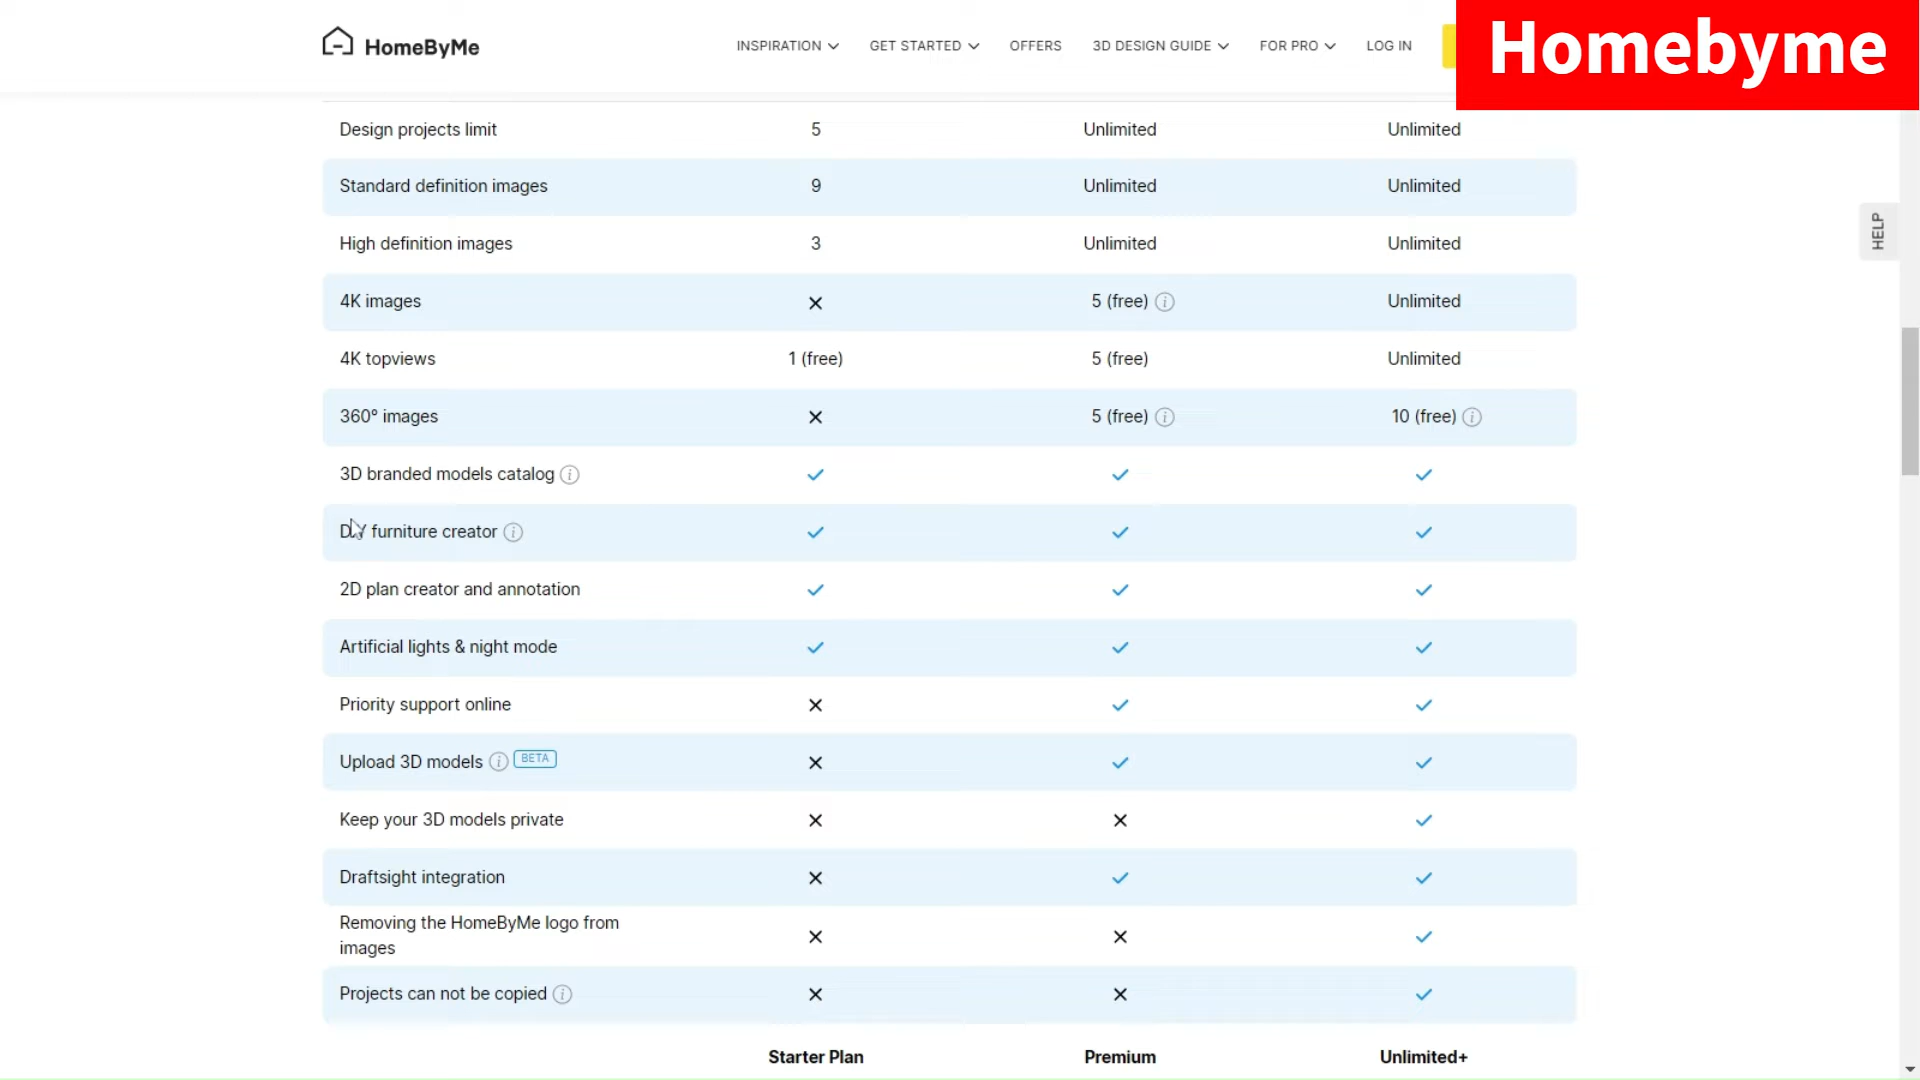 HomeByMe
INSPIRATION GET STARTED OFFERS 3D DESIGN GUIDE FOR PRO LOG IN
Homebyme
Design projects limit 5 Unlimited Unlimited
Standard definition images 9 Unlimited Unlimited
HELP
High definition images 3 Unlimited Unlimited
4K images ✕ 5 (free) i Unlimited
4K topviews 1 (free) 5 (free) Unlimited
360° images ✕ 5 (free) i 10 (free) i
3D branded models catalog i ✓ ✓ ✓
DIY furniture creator i ✓ ✓ ✓
2D plan creator and annotation ✓ ✓ ✓
Artificial lights & night mode ✓ ✓ ✓
Priority support online ✕ ✓ ✓
Upload 3D models i BETA ✕ ✓ ✓
Keep your 3D models private ✕ ✕ ✓
Draftsight integration ✕ ✓ ✓
Removing the HomeByMe logo from
images ✕ ✕ ✓
Projects can not be copied i ✕ ✕ ✓
Starter Plan Premium Unlimited+